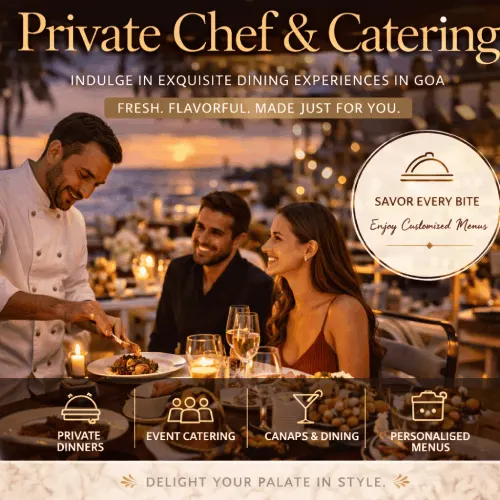 Private Chef & Catering
INDULGE IN EXQUISITE DINING EXPERIENCES IN GOA
FRESH. FLAVORFUL. MADE JUST FOR YOU.
SAVOR EVERY BITE
Enjoy Customized Menus
PRIVATE
DINNERS
EVENT CATERING
CANAPS & DINING
PERSONALISED
MENUS
DELIGHT YOUR PALATE IN STYLE.